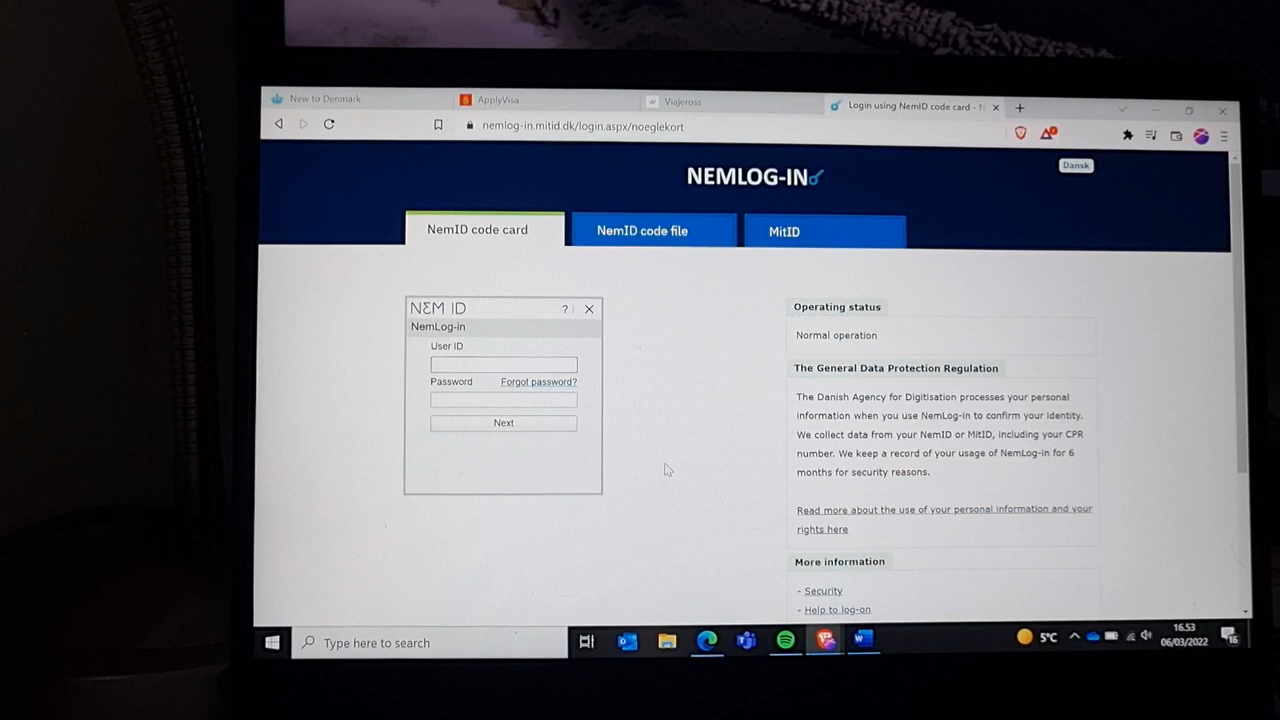 New to Denmark
ApplyVisa
Viajeross
Login using NemID code card -
nemlog-in.mitid.dk/login.aspx/noeglekort
Dansk
NEMLOG-IN
NemID code card
NemID code file
MitID
NEM ID
?
NemLog-in
User ID
Password
Forgot password?
Next
Operating status
Normal operation
The General Data Protection Regulation
The Danish Agency for Digitisation processes your personal
information when you use NemLog-in to confirm your identity.
We collect data from your NemID or MitID, including your CPR
number. We keep a record of your usage of NemLog-in for 6
months for security reasons.
Read more about the use of your personal information and your
rights here
More information
- Security
- Help to log-on
Type here to search
5°C
16.53
06/03/2022
16